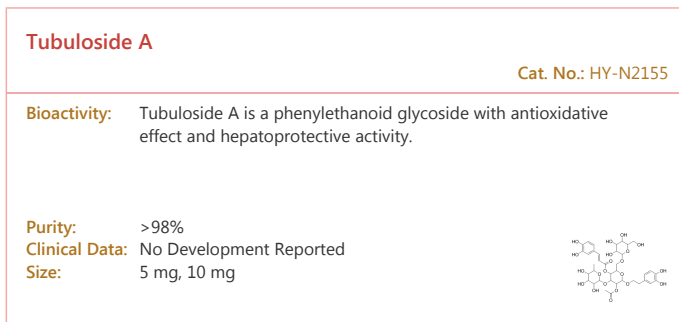 Tubuloside A
Cat. No.: HY-N2155
Bioactivity: Tubuloside A is a phenylethanoid glycoside with antioxidative
effect and hepatoprotective activity.
Purity: >98%
Clinical Data: No Development Reported
Size: 5 mg, 10 mg